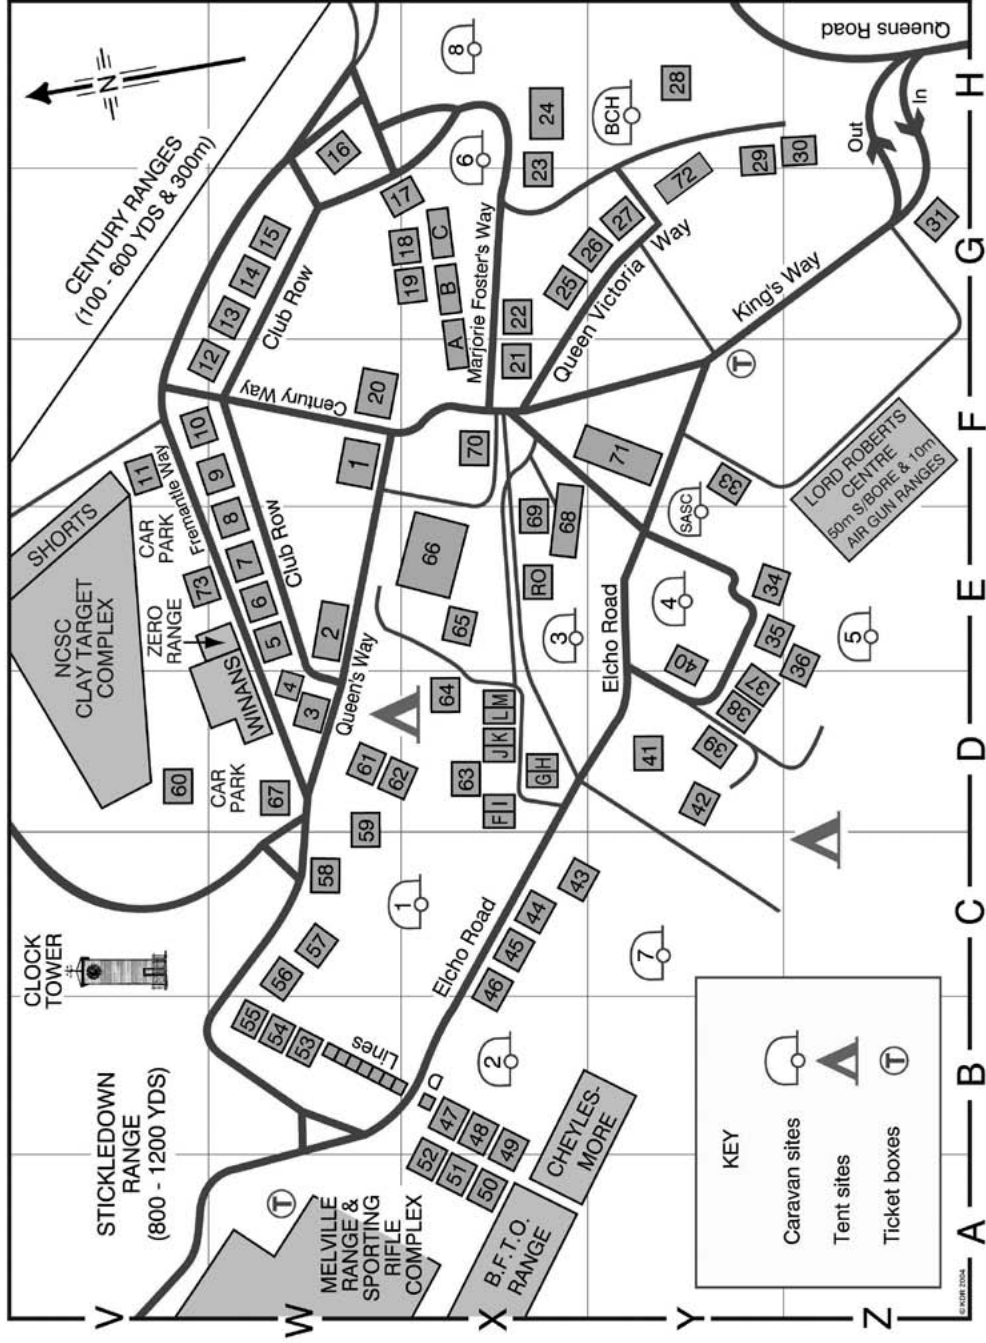 STICKLEDOWN
RANGE
(800 - 1200 YDS)
CLOCK
TOWER
NCSC
CLAY TARGET
COMPLEX
SHORTS
CENTURY RANGES
(100 - 600 YDS & 300m)
N
V
60
CAR
PARK
67
WINANS
ZERO
RANGE
73
CAR
PARK
11
Fremantle Way
T
MELVILLE
RANGE &
SPORTING
RIFLE
COMPLEX
W
55
54
53
Lines
56
57
58
59
61
62
3
4
5
6
7
8
9
10
2
1
Club Row
Queen's Way
Century Way
20
12
13
14
15
Club Row
16
17
18
19
A
B
C
Marjorie Foster's Way
6
8
B.F.T.O.
RANGE
CHEYLES-
MORE
X
52
51
50
47
48
49
D
2
46
45
44
43
Elcho Road
1
63
64
F I
J K
L M
G H
65
66
3
RO
69
68
70
21
22
23
24
BCH
28
25
26
27
72
Queen Victoria Way
29
30
Y
7
41
42
39
38
37
40
4
Elcho Road
71
SASC
33
T
King's Way
31
Out
In
Queens Road
Z
36
35
34
5
LORD ROBERTS
CENTRE
50m S/BORE & 10m
AIR GUN RANGES
KEY
Caravan sites
Tent sites
Ticket boxes
T
A
B
C
D
E
F
G
H
© KDR 2004